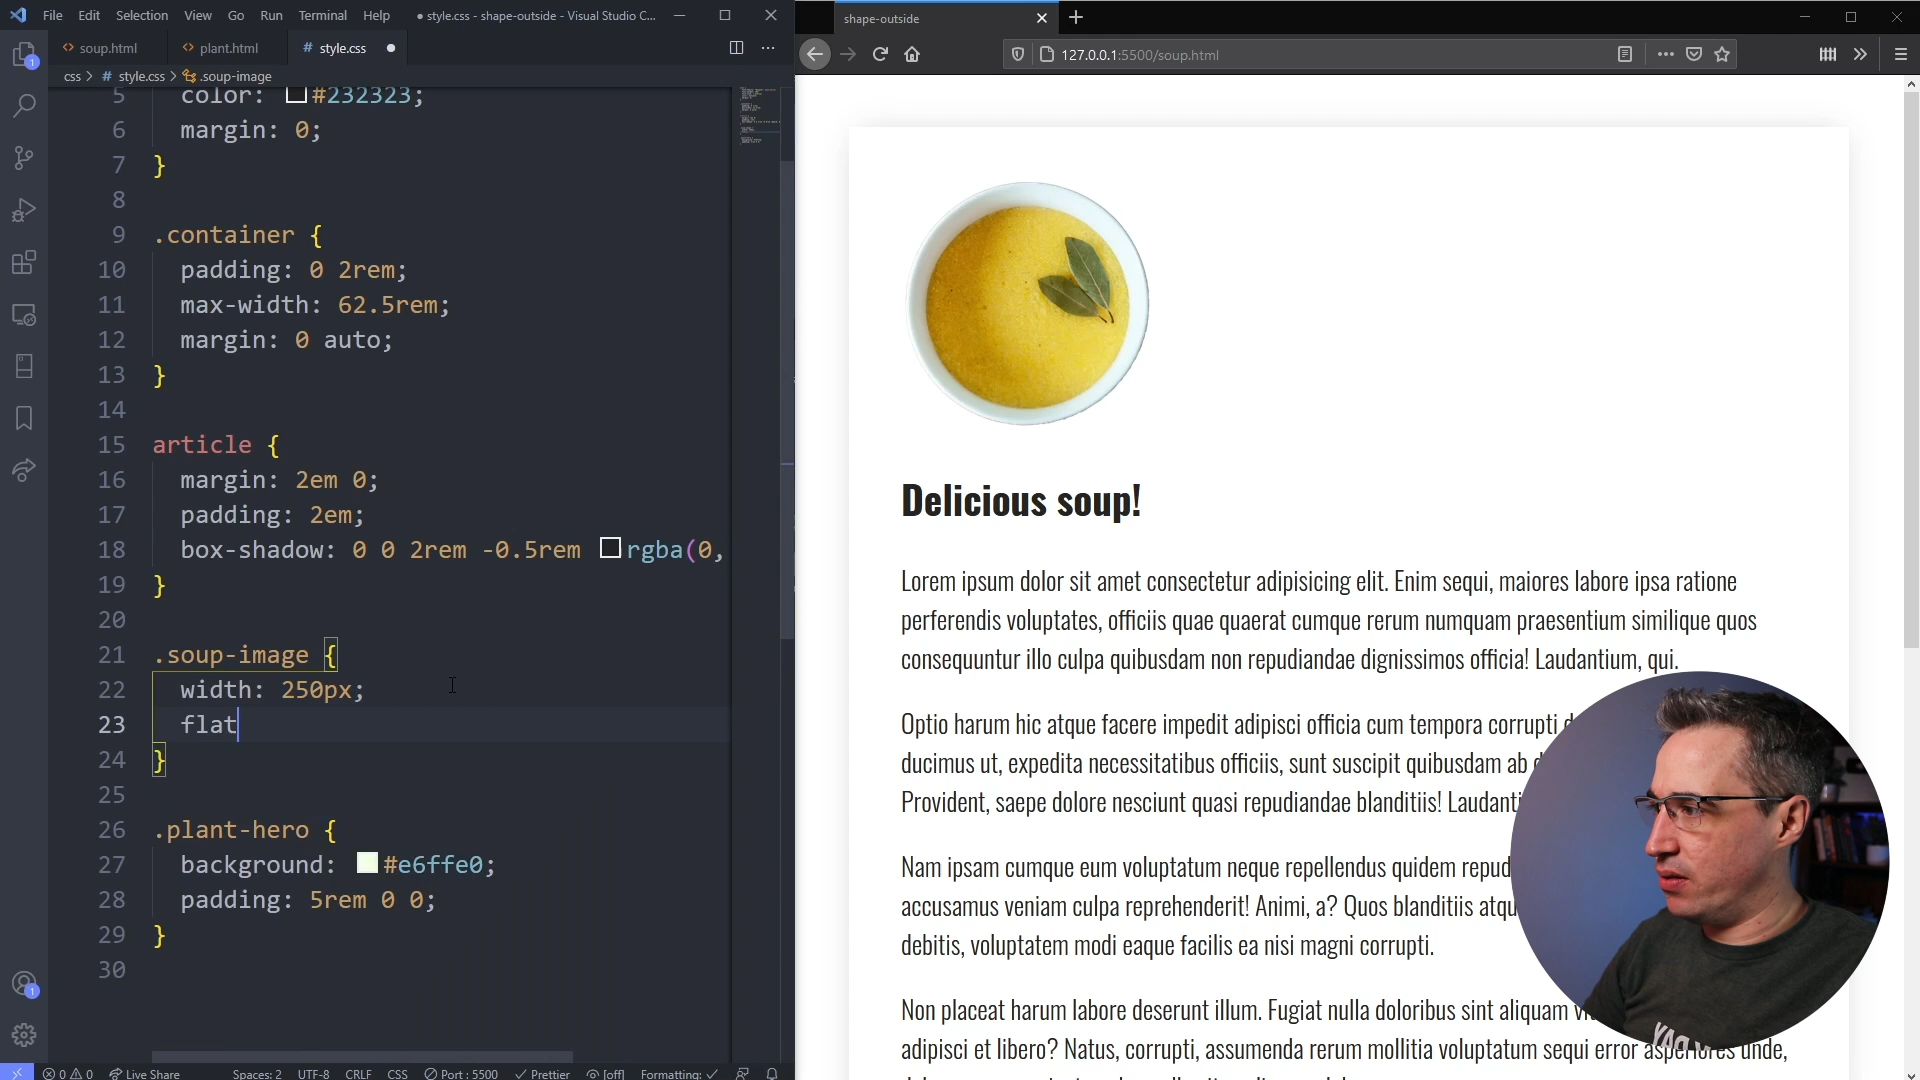 File Edit Selection View Go Run Terminal Help ● style.css - shape-outside - Visual Studio C...
soup.html plant.html # style.css ●
css > # style.css > .soup-image
5 color: #232323;
6 margin: 0;
7 }
8
9 .container {
10 padding: 0 2rem;
11 max-width: 62.5rem;
12 margin: 0 auto;
13 }
14
15 article {
16 margin: 2em 0;
17 padding: 2em;
18 box-shadow: 0 0 2rem -0.5rem rgba(0,
19 }
20
21 .soup-image {
22 width: 250px;
23 flat
24 }
25
26 .plant-hero {
27 background: #e6ffe0;
28 padding: 5rem 0 0;
29 }
30
1
1
0 0 Live Share Spaces: 2 UTF-8 CRLF CSS Port : 5500 Prettier [off] Formatting:
shape-outside
127.0.0.1:5500/soup.html
Delicious soup!
Lorem ipsum dolor sit amet consectetur adipisicing elit. Enim sequi, maiores labore ipsa ratione
perferendis voluptates, officiis quae quaerat cumque rerum numquam praesentium similique quos
consequuntur illo culpa quibusdam non repudiandae dignissimos officia! Laudantium, qui.
Optio harum hic atque facere impedit adipisci officia cum tempora corrupti
ducimus ut, expedita necessitatibus officiis, sunt suscipit quibusdam ab
Provident, saepe dolore nesciunt quasi repudiandae blanditiis!
Nam ipsam cumque eum voluptatum neque repellendus quidem
accusamus veniam culpa reprehenderit! Animi, a? Quos blanditiis
debitis, voluptatem modi eaque facilis ea nisi magni corrupti.
Non placeat harum labore deserunt illum. Fugiat nulla doloribus sint aliquam
adipisci et libero? Natus, corrupti, assumenda rerum mollitia voluptatum sequi error asperiores unde,